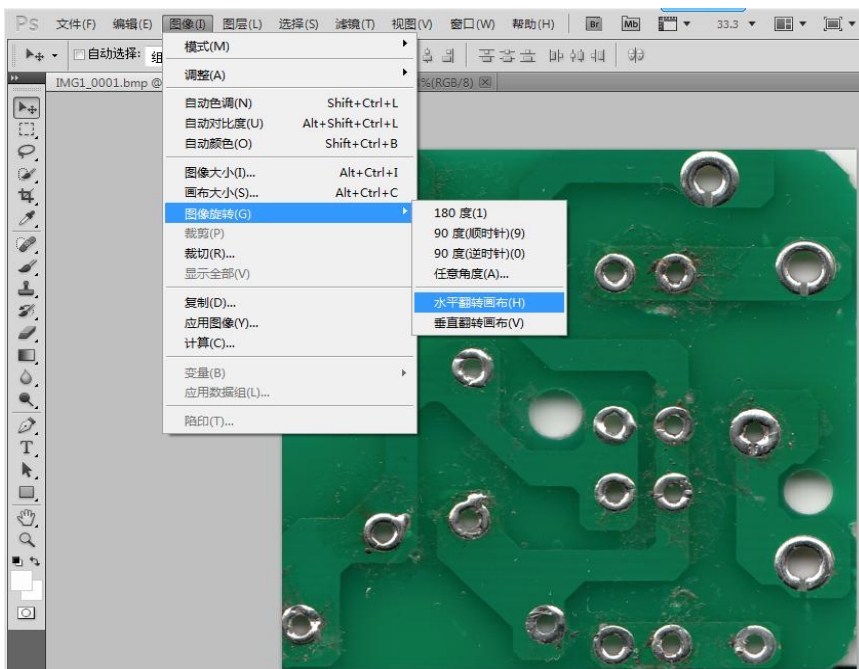 PS 文件(F) 编辑(E) 图像(I) 图层(L) 选择(S) 滤镜(T) 视图(V) 窗口(W) 帮助(H) Br Mb 33.3
自动选择: 组
IMG1_0001.bmp @ %(RGB/8)
模式(M)
调整(A)
自动色调(N) Shift+Ctrl+L
自动对比度(U) Alt+Shift+Ctrl+L
自动颜色(O) Shift+Ctrl+B
图像大小(I)... Alt+Ctrl+I
画布大小(S)... Alt+Ctrl+C
图像旋转(G)
裁剪(P)
裁切(R)...
显示全部(V)
复制(D)...
应用图像(Y)...
计算(C)...
变量(B)
应用数据组(L)...
陷印(T)...
180 度(1)
90 度(顺时针)(9)
90 度(逆时针)(0)
任意角度(A)...
水平翻转画布(H)
垂直翻转画布(V)
T